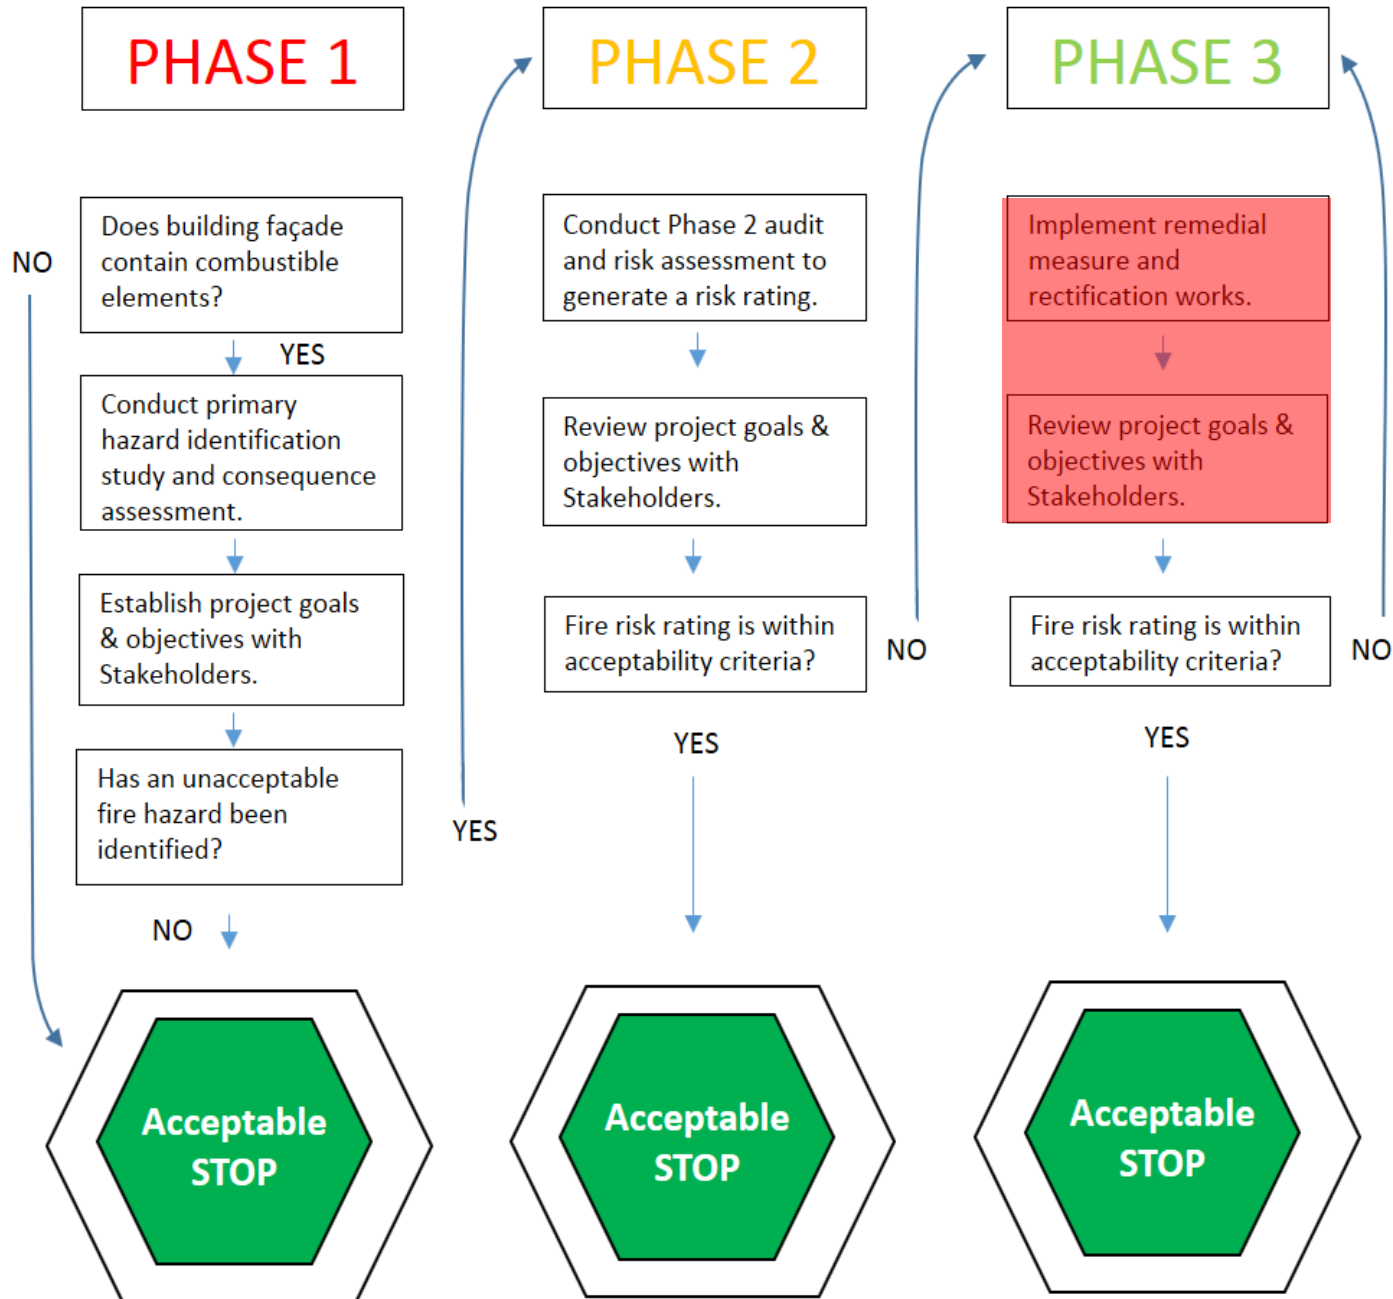 PHASE 1
NO
Does building façade
contain combustible
elements?
YES
Conduct primary
hazard identification
study and consequence
assessment.
Establish project goals
& objectives with
Stakeholders.
Has an unacceptable
fire hazard been
identified?
YES
NO
Acceptable
STOP
PHASE 2
Conduct Phase 2 audit
and risk assessment to
generate a risk rating.
Review project goals &
objectives with
Stakeholders.
Fire risk rating is within
acceptability criteria?
NO
YES
Acceptable
STOP
PHASE 3
Implement remedial
measure and
rectification works.
Review project goals &
objectives with
Stakeholders.
Fire risk rating is within
acceptability criteria?
NO
YES
Acceptable
STOP